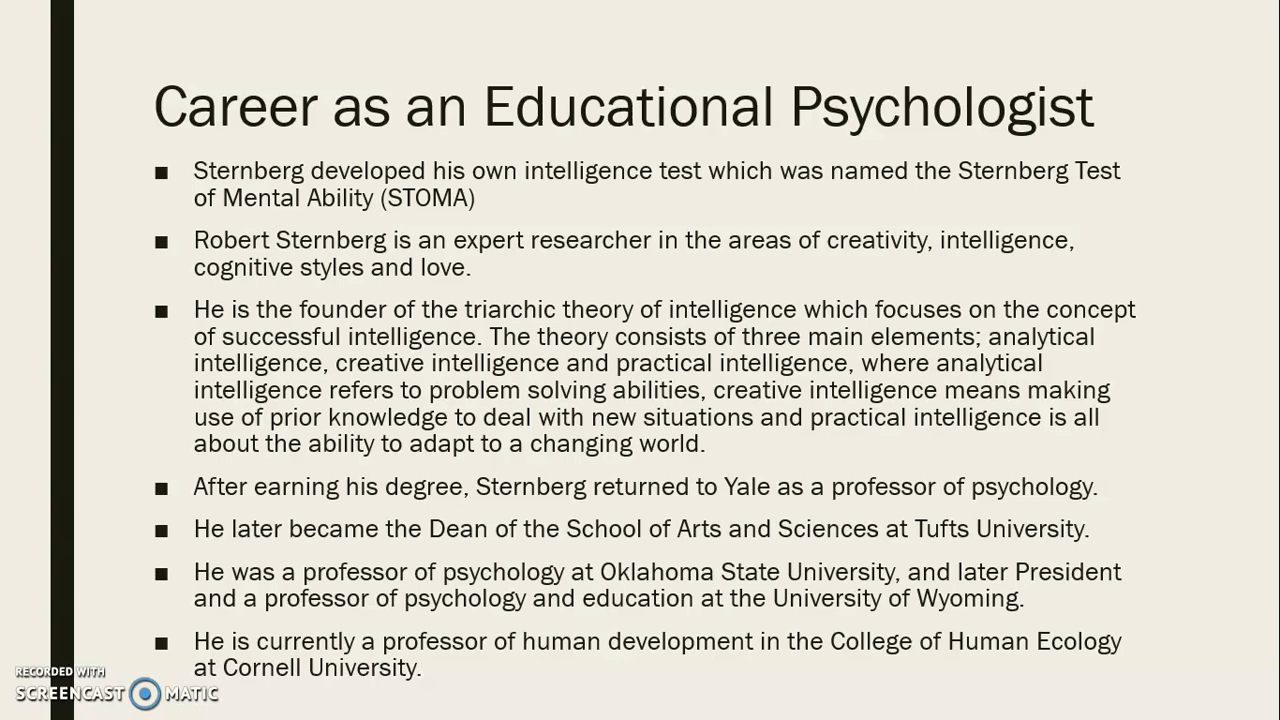 Career as an Educational Psychologist
■ Sternberg developed his own intelligence test which was named the Sternberg Test
of Mental Ability (STOMA)
■ Robert Sternberg is an expert researcher in the areas of creativity, intelligence,
cognitive styles and love.
■ He is the founder of the triarchic theory of intelligence which focuses on the concept
of successful intelligence. The theory consists of three main elements; analytical
intelligence, creative intelligence and practical intelligence, where analytical
intelligence refers to problem solving abilities, creative intelligence means making
use of prior knowledge to deal with new situations and practical intelligence is all
about the ability to adapt to a changing world.
■ After earning his degree, Sternberg returned to Yale as a professor of psychology.
■ He later became the Dean of the School of Arts and Sciences at Tufts University.
■ He was a professor of psychology at Oklahoma State University, and later President
and a professor of psychology and education at the University of Wyoming.
■ He is currently a professor of human development in the College of Human Ecology
at Cornell University.
RECORDED WITH
SCREENCAST MATIC